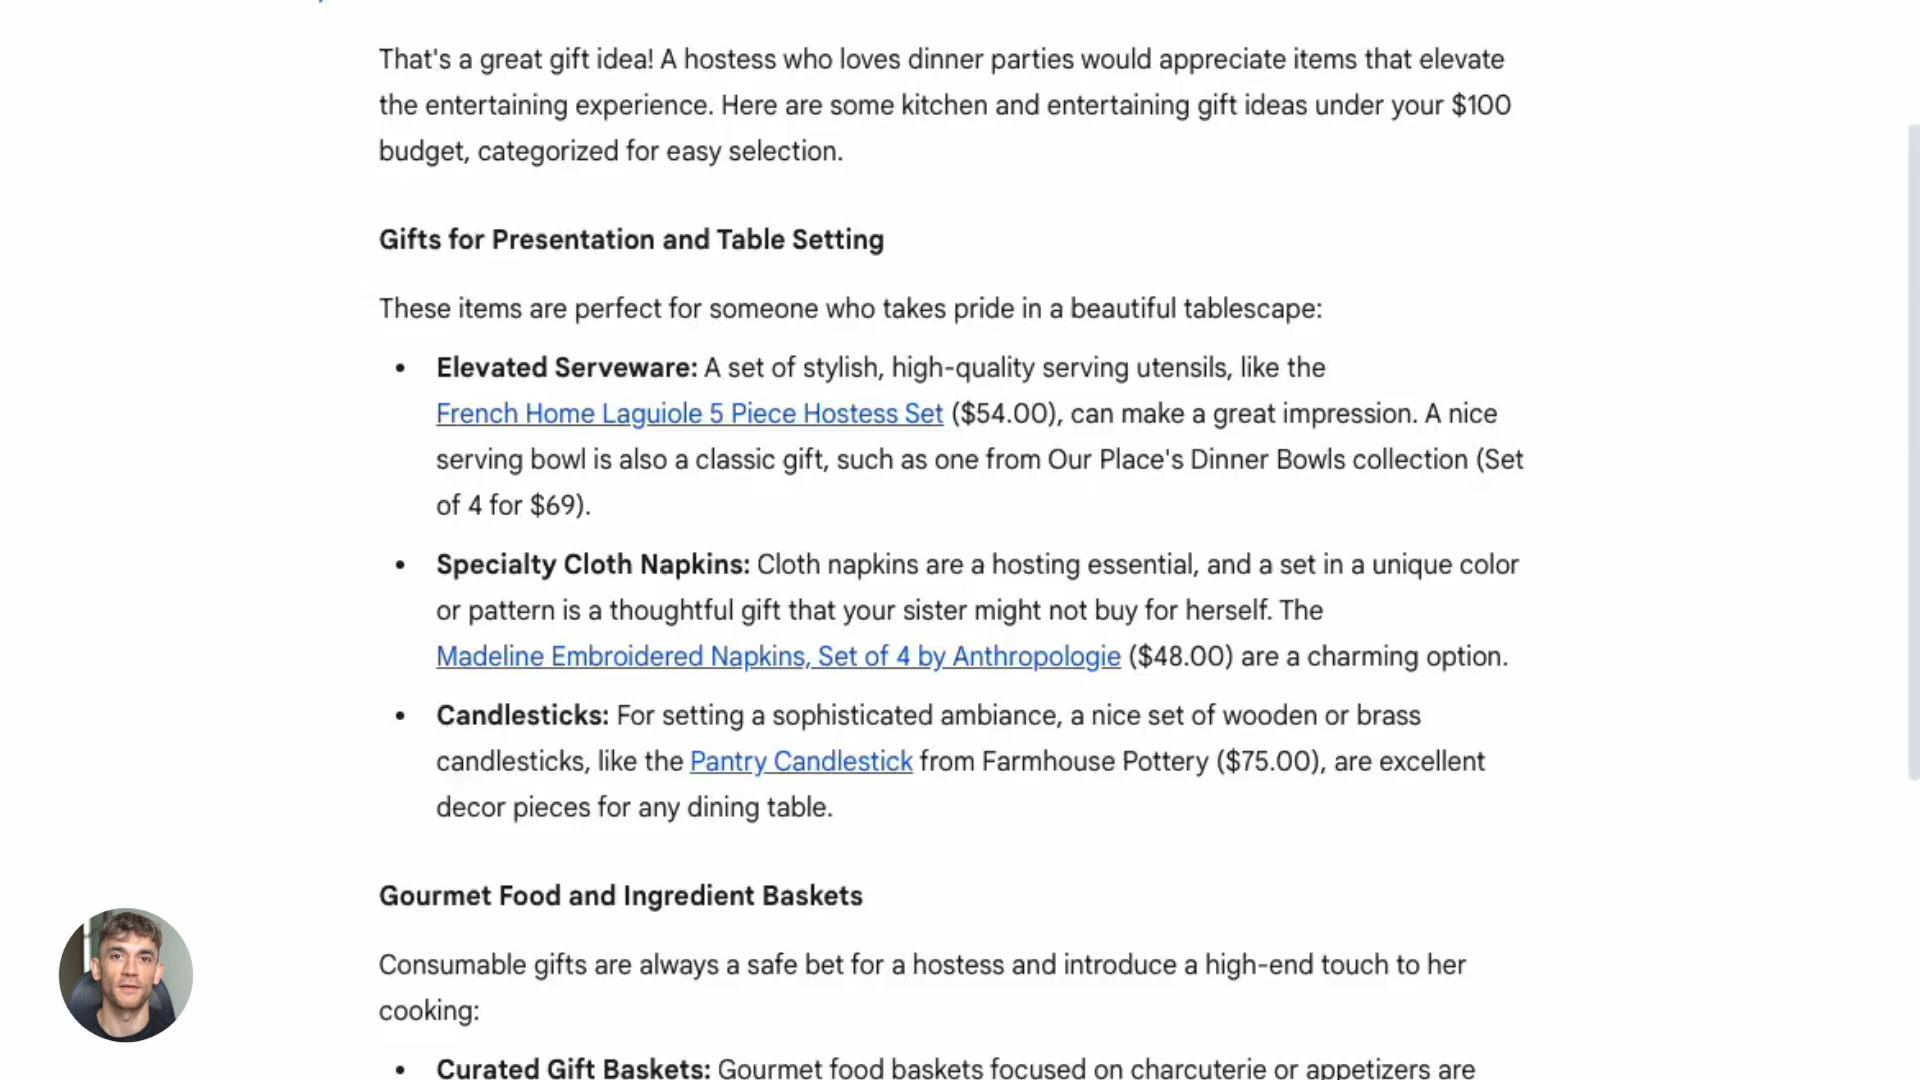 That's a great gift idea! A hostess who loves dinner parties would appreciate items that elevate
the entertaining experience. Here are some kitchen and entertaining gift ideas under your $100
budget, categorized for easy selection.
Gifts for Presentation and Table Setting
These items are perfect for someone who takes pride in a beautiful tablescape:
• Elevated Serveware: A set of stylish, high-quality serving utensils, like the
French Home Laguiole 5 Piece Hostess Set ($54.00), can make a great impression. A nice
serving bowl is also a classic gift, such as one from Our Place's Dinner Bowls collection (Set
of 4 for $69).
• Specialty Cloth Napkins: Cloth napkins are a hosting essential, and a set in a unique color
or pattern is a thoughtful gift that your sister might not buy for herself. The
Madeline Embroidered Napkins, Set of 4 by Anthropologie ($48.00) are a charming option.
• Candlesticks: For setting a sophisticated ambiance, a nice set of wooden or brass
candlesticks, like the Pantry Candlestick from Farmhouse Pottery ($75.00), are excellent
decor pieces for any dining table.
Gourmet Food and Ingredient Baskets
Consumable gifts are always a safe bet for a hostess and introduce a high-end touch to her
cooking:
• Curated Gift Baskets: Gourmet food baskets focused on charcuterie or appetizers are